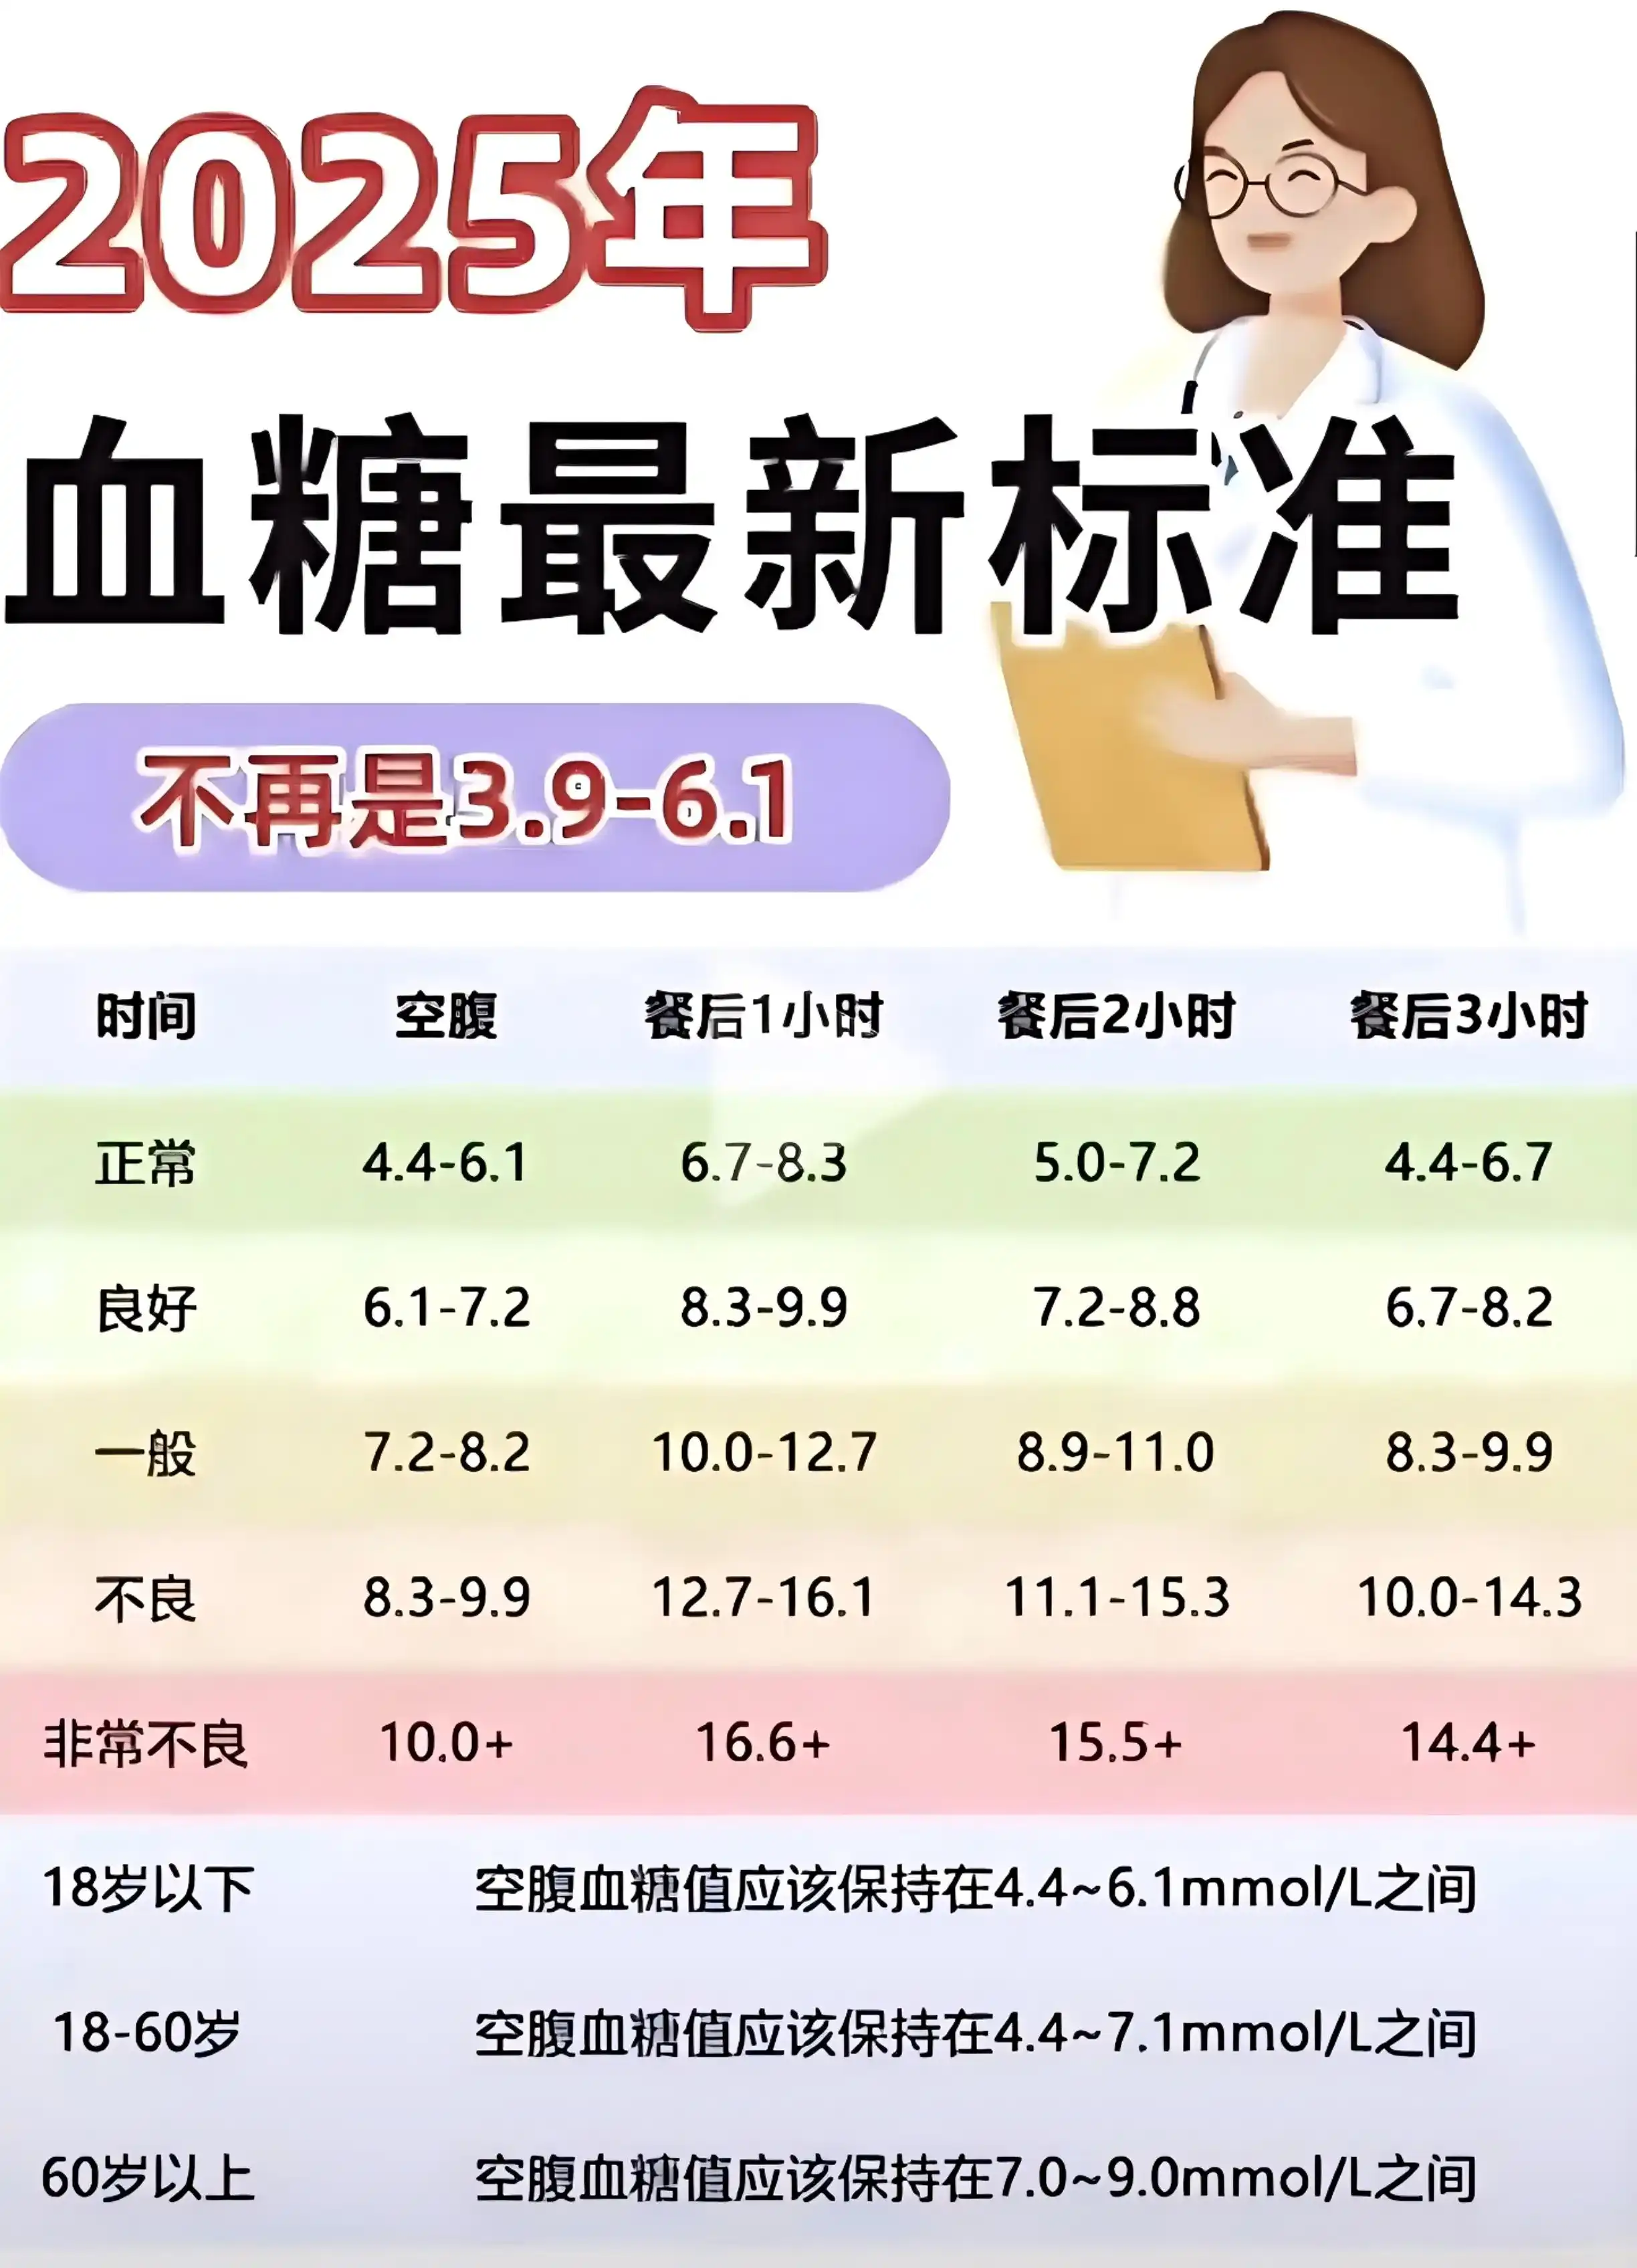 2025年
血糖最新标准
不再是3.9-6.1
时间 空腹 餐后1小时 餐后2小时 餐后3小时
正常 4.4-6.1 6.7-8.3 5.0-7.2 4.4-6.7
良好 6.1-7.2 8.3-9.9 7.2-8.8 6.7-8.2
一般 7.2-8.2 10.0-12.7 8.9-11.0 8.3-9.9
不良 8.3-9.9 12.7-16.1 11.1-15.3 10.0-14.3
非常不良 10.0+ 16.6+ 15.5+ 14.4+
18岁以下 空腹血糖值应该保持在4.4~6.1mmol/L之间
18-60岁 空腹血糖值应该保持在4.4~7.1mmol/L之间
60岁以上 空腹血糖值应该保持在7.0~9.0mmol/L之间